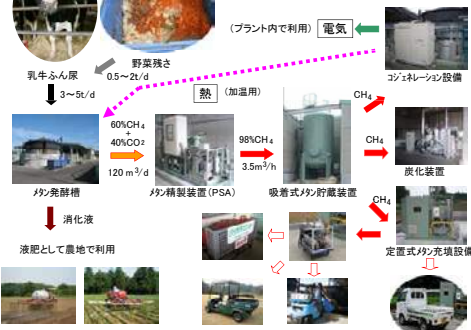 (プラント内で利用)
電気
乳牛ふん尿
野菜残さ
0.5～2t/d
コジェネレーション設備
3～5t/d
熱
(加温用)
CH4
60%CH4
+
40%CO2
98%CH4
CH4
120 m3/d
3.5m3/h
メタン発酵槽
メタン精製装置(PSA)
吸着式メタン貯蔵装置
炭化装置
消化液
CH4
液肥として農地で利用
定置式メタン充填設備